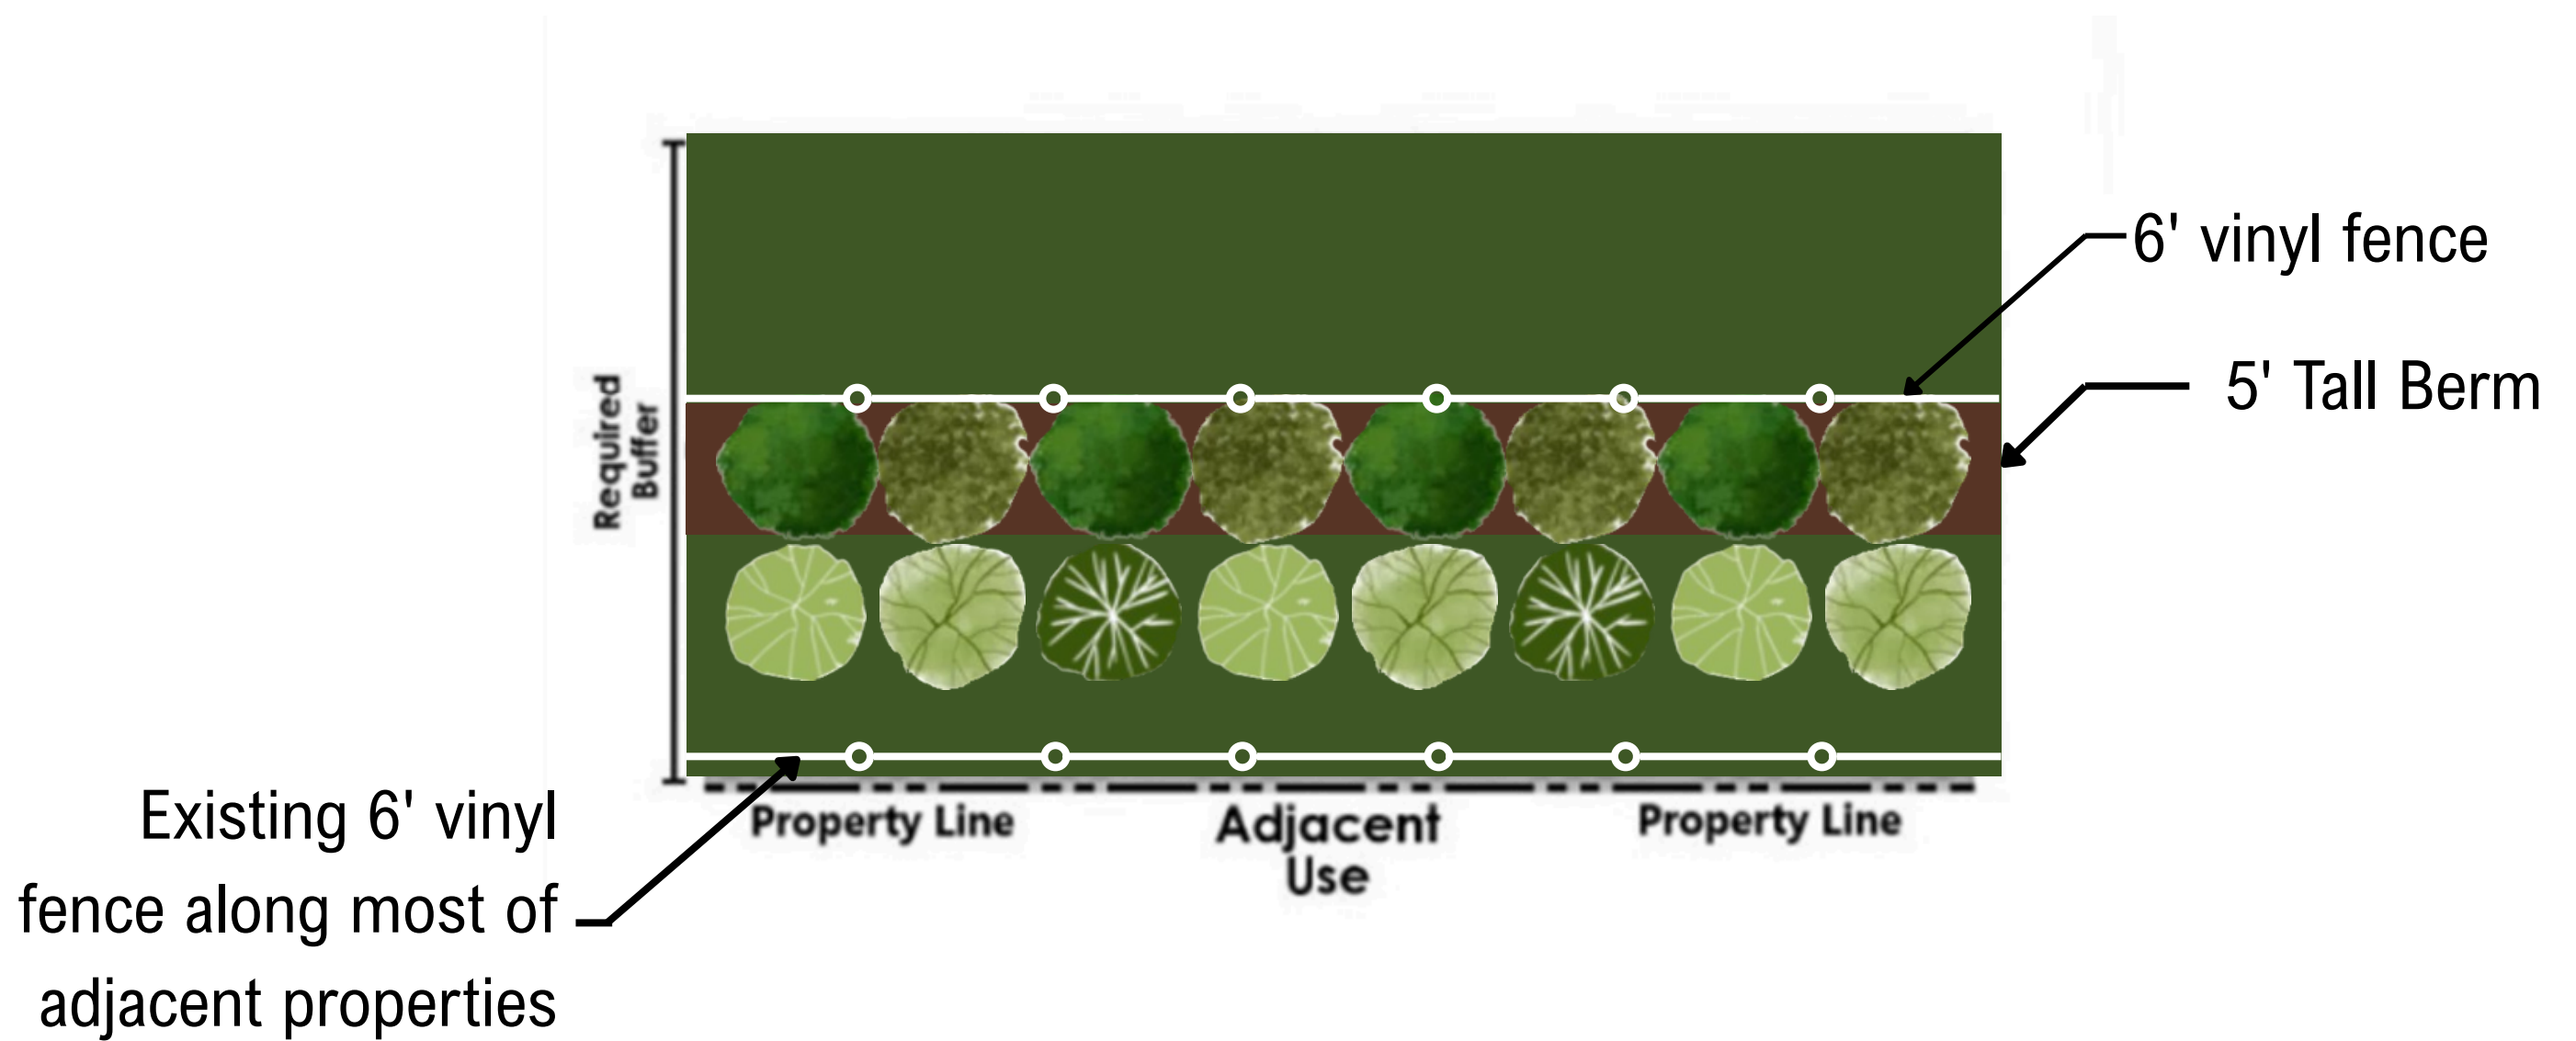 6' vinyl fence
5' Tall Berm
Required
Buffer
Existing 6' vinyl
fence along most of
adjacent properties
Property Line
Adjacent
Use
Property Line